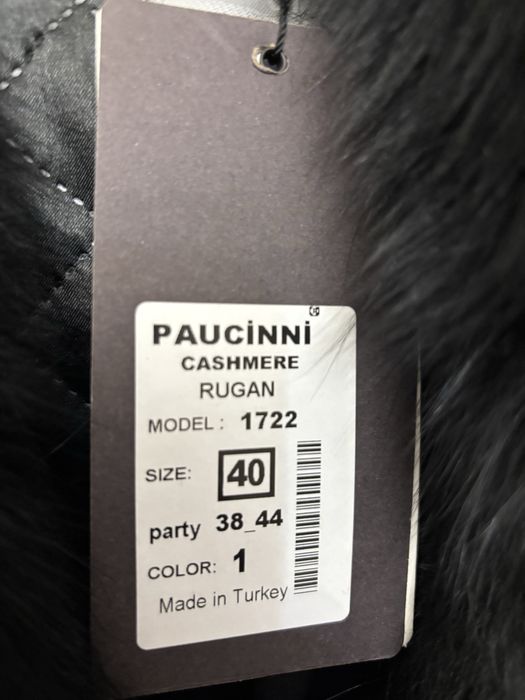 PAUCİNNİ ®
CASHMERE
RUGAN
MODEL : 1722
SIZE: 40
party 38_44
COLOR: 1
Made in Turkey